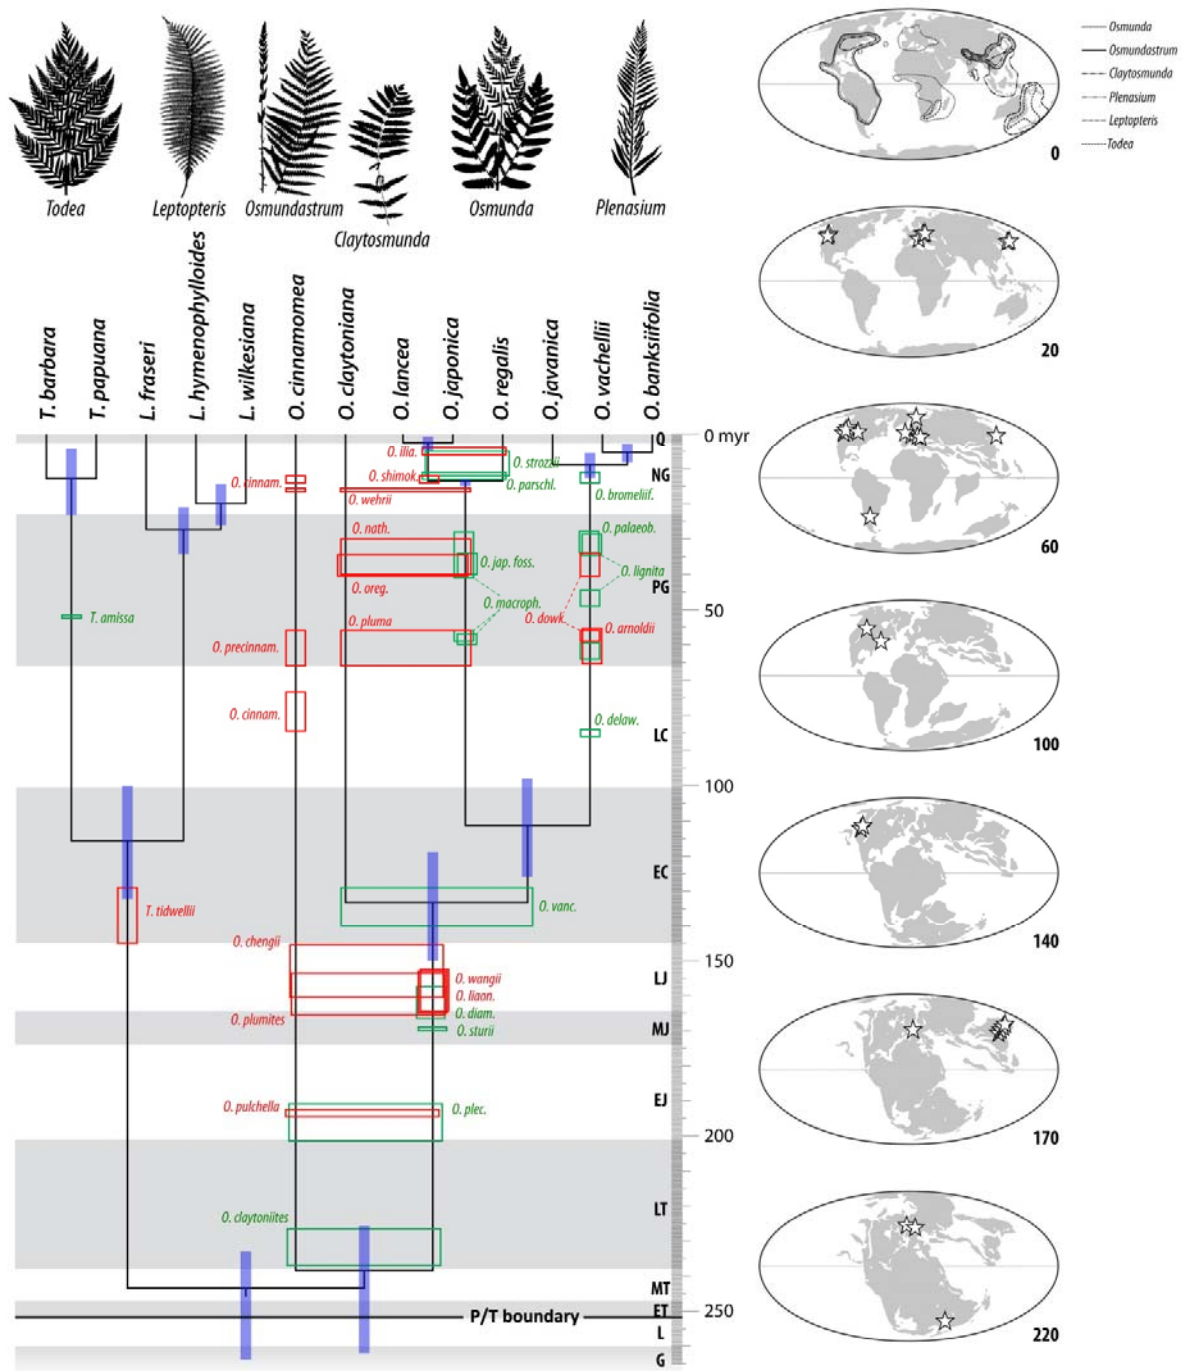 Todea
Leptopteris
Osmundastrum
Claytosmunda
Osmunda
Plenasium
T. barbara
T. papuana
L. fraseri
L. hymenophylloides
L. wilkesiana
O. cinnamomea
O. claytoniana
O. lancea
O. japonica
O. regalis
O. javanica
O. vachellii
O. banksiifolia
Q
0 myr
O. ilia.
O. strozzii
NG
O. cinnam.
O. shimok.
O. parschl.
O. wehrii
O. bromeliif.
O. nath.
O. palaeob.
O. jap. foss.
O. lignita
O. oreg.
PG
O. macroph.
50
T. amissa
O. pluma
O. dowk.
O. arnoldii
O. precinnam.
O. cinnam.
O. delaw.
LC
100
EC
T. tidwellii
O. vanc.
O. chengii
150
O. wangii
LJ
O. liaon.
O. plumites
O. diam.
O. sturii
MJ
O. pulchella
O. plec.
EJ
200
O. claytoniites
LT
MT
ET
250
P/T boundary
L
G
Osmunda
Osmundastrum
Claytosmunda
Plenasium
Leptopteris
Todea
0
20
60
100
140
170
220